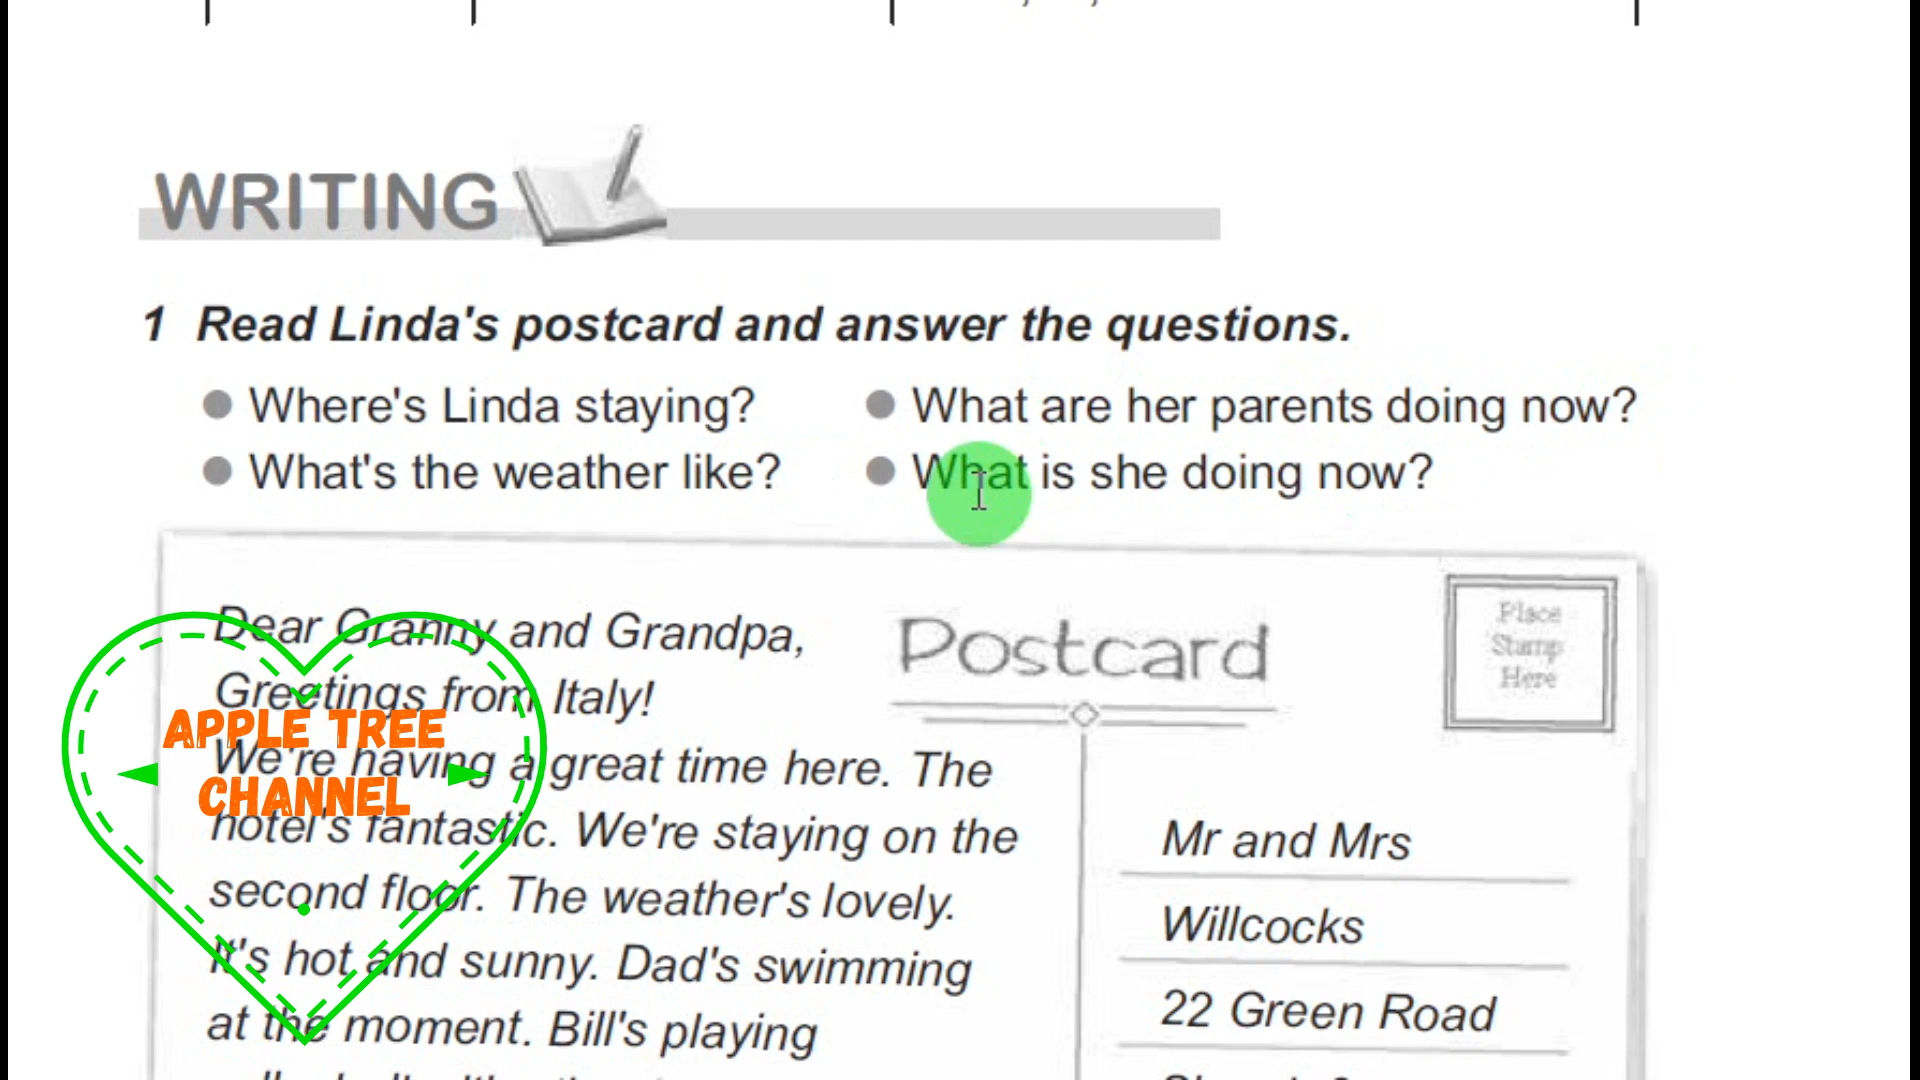 WRITING
1 Read Linda's postcard and answer the questions.
Where's Linda staying?
What are her parents doing now?
What's the weather like?
What is she doing now?
Dear Granny and Grandpa,
Greetings from Italy!
We're having a great time here. The
hotel's fantastic. We're staying on the
second floor. The weather's lovely.
It's hot and sunny. Dad's swimming
at the moment. Bill's playing
Postcard
Place
Stamp
Here
Mr and Mrs
Willcocks
22 Green Road
APPLE TREE
CHANNEL